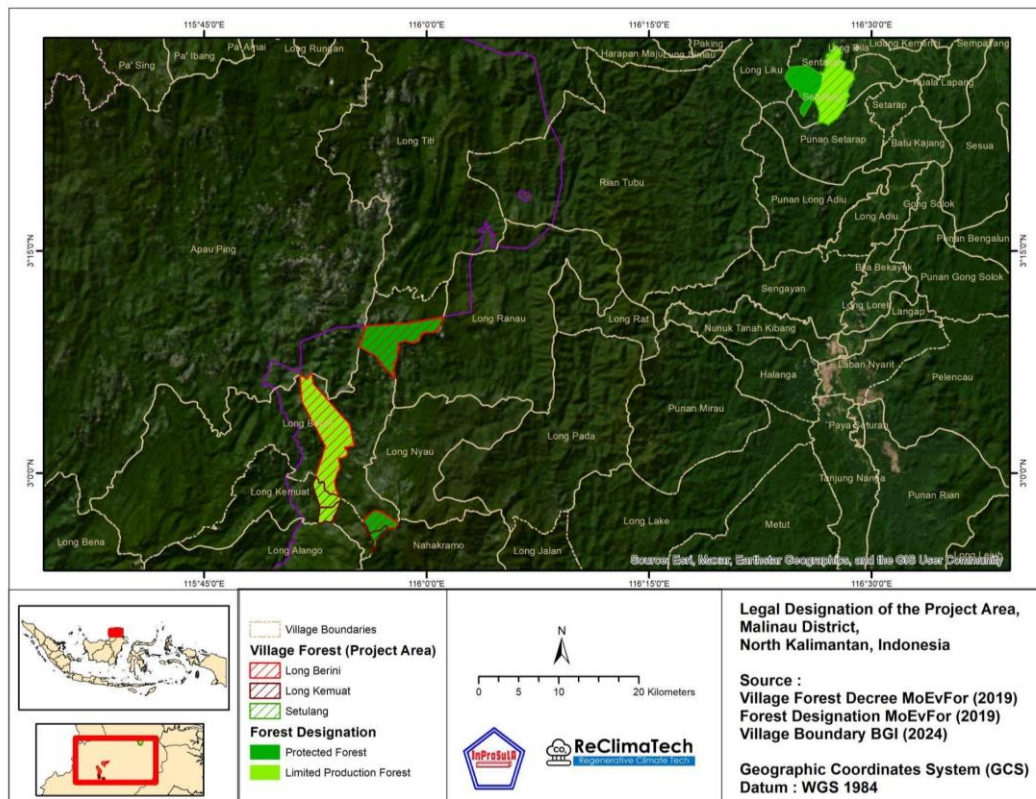 115°45'0"E 116°0'0"E 116°15'0"E 116°30'0"E
Pa' Sing
Pa' Ibang
Long Rungan
Harapan Maju
Paking
Long Liku
Sempayang
Kuala Lapang
Setarap
Long Titi
Punan Setarap
Batu Kajang
Sesua
Rian Tubu
Punan Long Adiu
Gong Solok
Long Adiu
Apau Ping
Punan Bengalun
3°15'0"N
3°15'0"N
Bila Bekayuk
Sengayan
Punan Gong Solok
Long Loreh
Langap
Long Ranau
Long Rat
Nunuk Tanah Kibang
Laban Nyarit
Halanga
Pelencau
Punan Mirau
Paya Seturan
Long Nyau
Long Pada
3°0'0"N
3°0'0"N
Tanjung Nanga
Long Kemuat
Punan Rian
Long Bena
Long Alango
Nahakramo
Long Jalan
Long Lake
Metut
Source: Esri, Maxar, Earthstar Geographics, and the GIS User Community
115°45'0"E 116°0'0"E 116°15'0"E 116°30'0"E
Village Boundaries
Village Forest (Project Area)
Long Berini
Long Kemuat
Setulang
Forest Designation
Protected Forest
Limited Production Forest
N
0 5 10 20 Kilometers
InProSuLA
CO₂
ReClimaTech
Regenerative Climate Tech
Legal Designation of the Project Area,
Malinau District,
North Kalimantan, Indonesia
Source :
Village Forest Decree MoEvFor (2019)
Forest Designation MoEvFor (2019)
Village Boundary BGI (2024)
Geographic Coordinates System (GCS)
Datum : WGS 1984